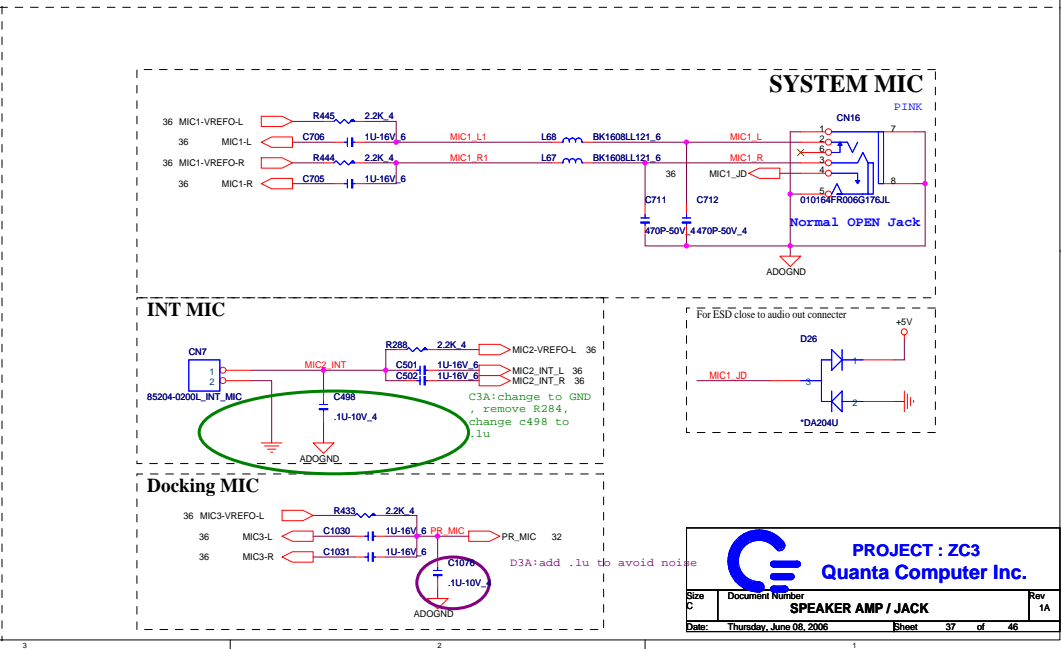 SYSTEM MIC
PINK
CN16
36 MIC1-VREFO-L
R445 2.2K_4
36 MIC1-L
C706 1U-16V_6
MIC1_L1
L68 BK1608LL121_6
MIC1_L
36 MIC1-VREFO-R
R444 2.2K_4
MIC1_R1
L67 BK1608LL121_6
MIC1_R
36 MIC1-R
C705 1U-16V_6
36 MIC1_JD
1
2
6
3
4
5
7
8
010164FR006G176JL
Normal OPEN Jack
C711
470P-50V_4
C712
470P-50V_4
ADOGND
INT MIC
CN7
1
2
85204-0200L_INT_MIC
MIC2_INT
R288 2.2K_4
MIC2-VREFO-L 36
C501 1U-16V_6
MIC2_INT_L 36
C502 1U-16V_6
MIC2_INT_R 36
C498
.1U-10V_4
ADOGND
C3A:change to GND
, remove R284,
change c498 to
.1u
For ESD close to audio out connecter
+5V
D26
MIC1_JD
3
1
2
*DA204U
Docking MIC
36 MIC3-VREFO-L
R433 2.2K_4
36 MIC3-L
C1030 1U-16V_6
PR_MIC
PR_MIC 32
36 MIC3-R
C1031 1U-16V_6
C1076
.1U-10V_4
ADOGND
D3A:add .1u to avoid noise
PROJECT : ZC3
Quanta Computer Inc.
Size
C
Document Number
SPEAKER AMP / JACK
Rev
1A
Date: Thursday, June 08, 2006
Sheet 37 of 46
3
2
1